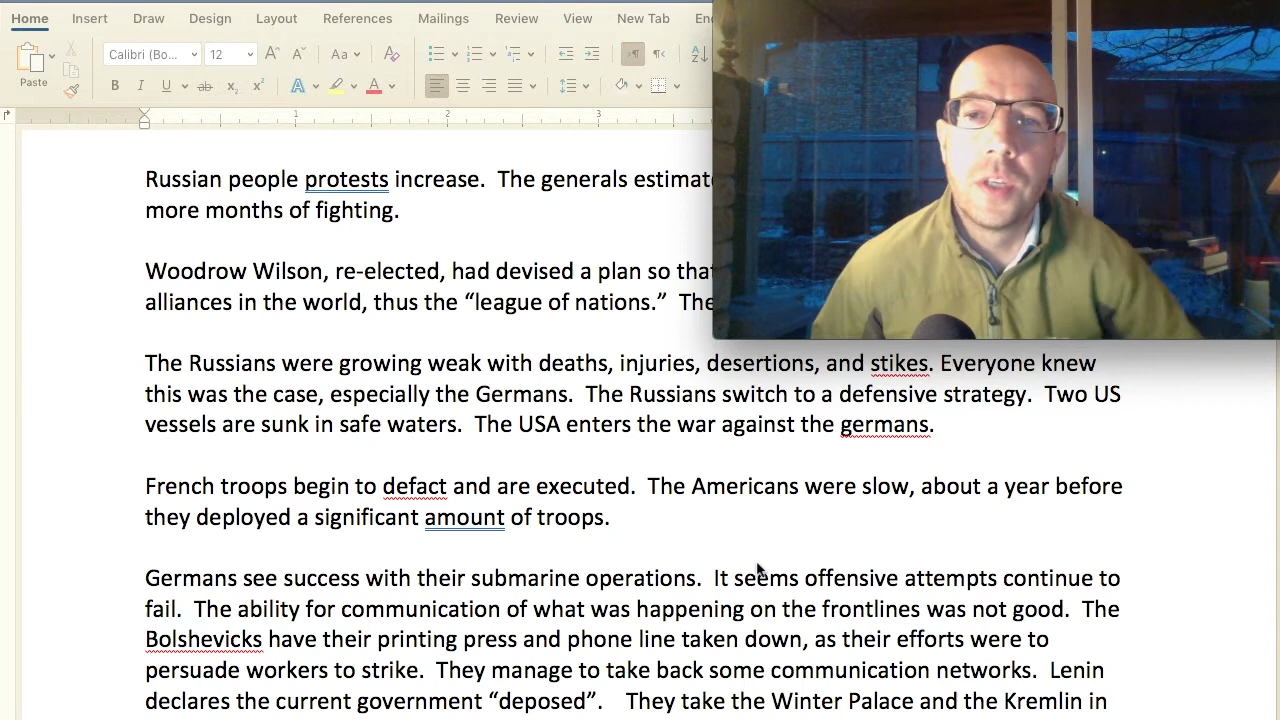 Home Insert Draw Design Layout References Mailings Review View New Tab
Paste Calibri (Bo... 12
B I U ab x₂ x² A A Aa A
1 2 3
Russian people protests increase. The generals
more months of fighting.
Woodrow Wilson, re-elected, had devised a plan so
alliances in the world, thus the “league of nations.”
The Russians were growing weak with deaths, injuries, desertions, and stikes. Everyone knew
this was the case, especially the Germans. The Russians switch to a defensive strategy. Two US
vessels are sunk in safe waters. The USA enters the war against the germans.
French troops begin to defact and are executed. The Americans were slow, about a year before
they deployed a significant amount of troops.
Germans see success with their submarine operations. It seems offensive attempts continue to
fail. The ability for communication of what was happening on the frontlines was not good. The
Bolshevicks have their printing press and phone line taken down, as their efforts were to
persuade workers to strike. They manage to take back some communication networks. Lenin
declares the current government “deposed”. They take the Winter Palace and the Kremlin in